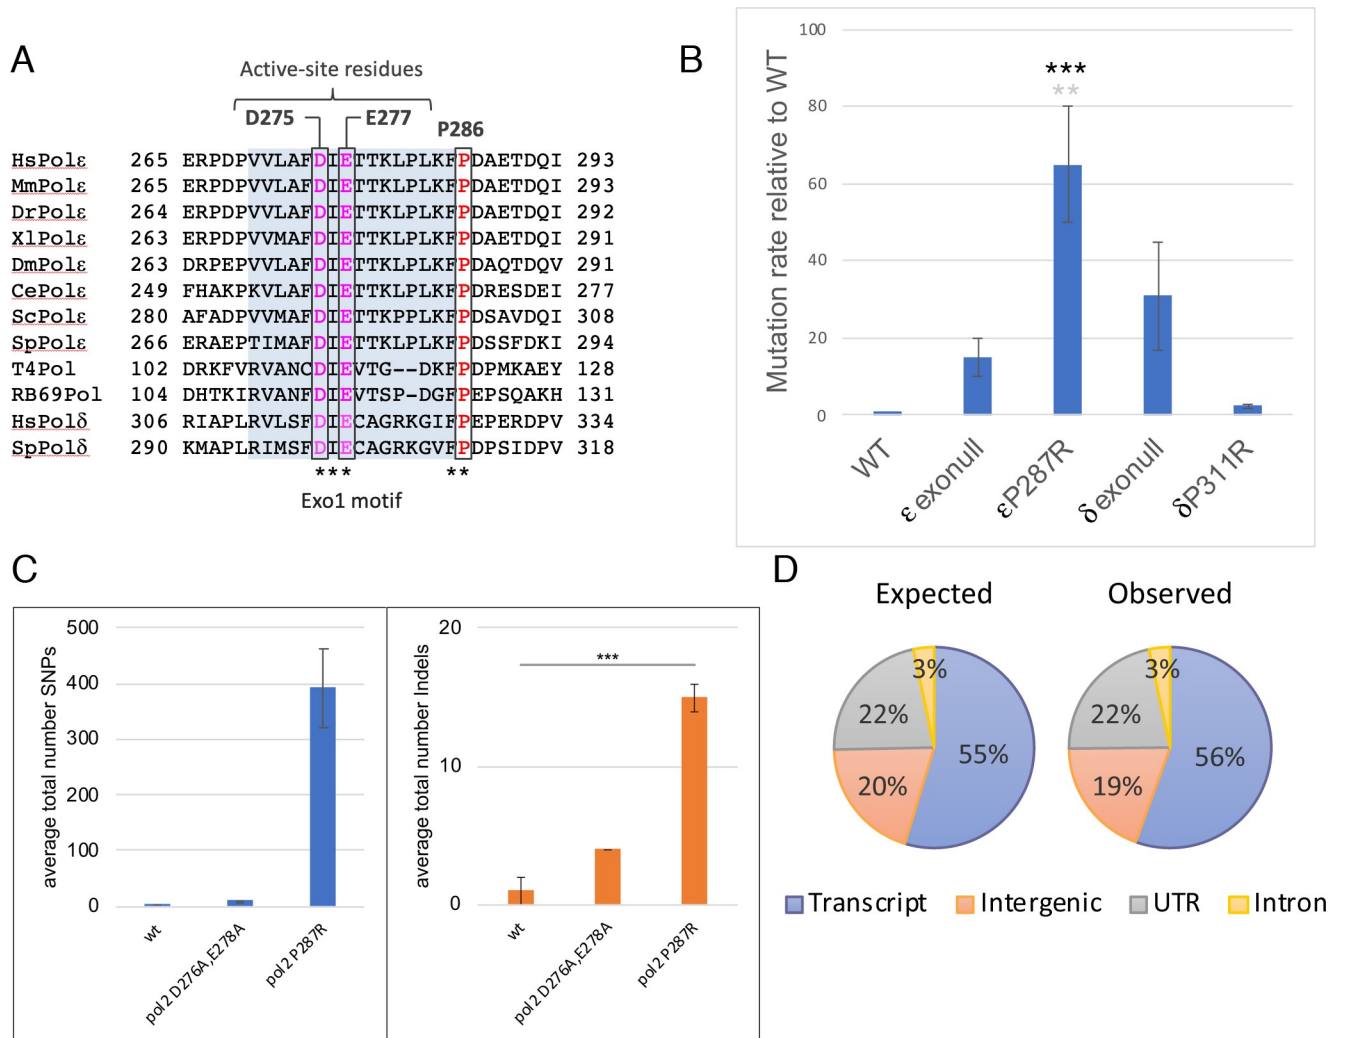 A
Active-site residues
D275
E277
P286
HsPolε 265 ERPDPVVLAFDIETTKLPLKFPDAETDQI 293
MmPolε 265 ERPDPVVLAFDIETTKLPLKFPDAETDQI 293
DrPolε 264 ERPDPVVLAFDIETTKLPLKFPDAETDQI 292
XlPolε 263 ERPDPVVMAFDIETTKLPLKFPDAETDQI 291
DmPolε 263 DRPEPVVLAFDIETTKLPLKFPDAQTDQV 291
CePolε 249 FHAKPKVLAFDIETTKLPLKFPDRESDEI 277
ScPolε 280 AFADPVVMAFDIETTKPPLKFPDSAVDQI 308
SpPolε 266 ERAEPTIMAFDIETTKLPLKFPDSSFDKI 294
T4Pol 102 DRKFVRVANCDIEVTG--DKFPDPMKAEY 128
RB69Pol 104 DHTKIRVANFDIEVTSP-DGFPEPSQAKH 131
HsPolδ 306 RIAPLRVLSFDIECAGRKGIFPEPERDPV 334
SpPolδ 290 KMAPLRIMSFDIECAGRKGVFPDPSIDPV 318
*** **
Exo1 motif
B
Mutation rate relative to WT
100
80
60
40
20
0
***
**
WT
ε exonull
εP287R
δ exonull
δP311R
C
average total number SNPs
500
400
300
200
100
0
wt
pol2 D276A,E278A
pol2 P287R
average total number Indels
20
10
0
***
wt
pol2 D276A,E278A
pol2 P287R
D
Expected
3%
22%
55%
20%
Observed
3%
22%
56%
19%
Transcript Intergenic UTR Intron